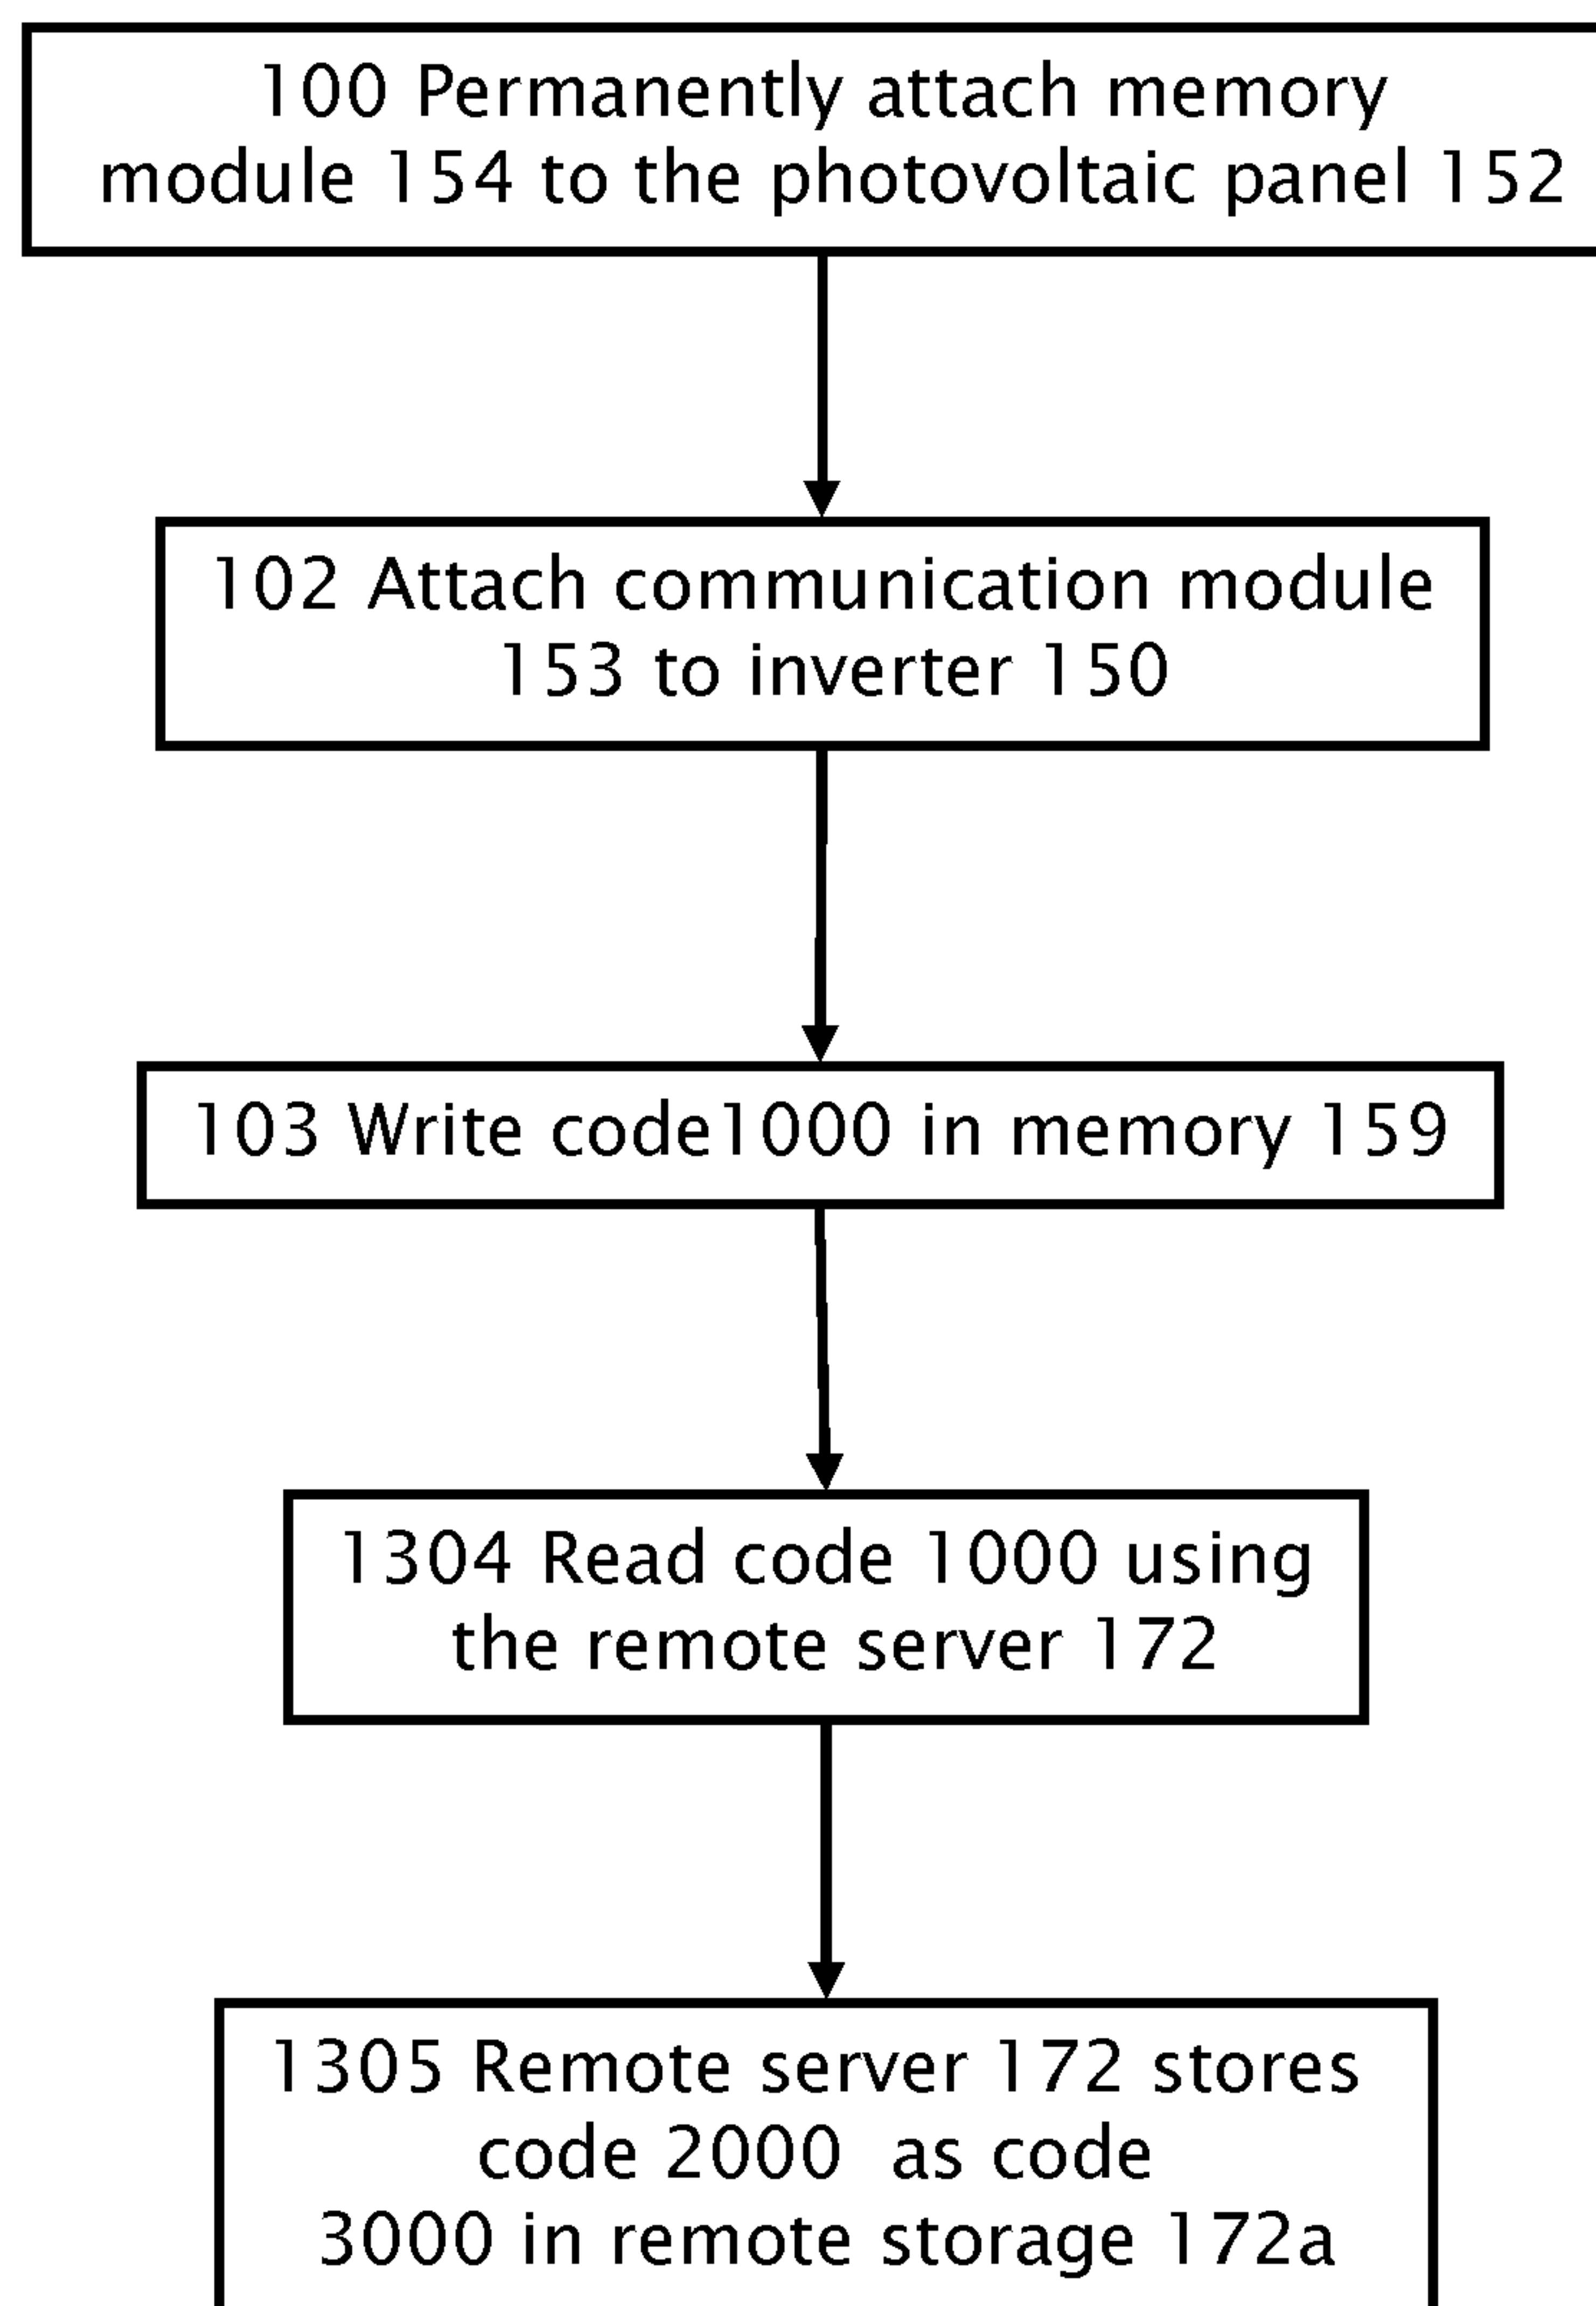 100 Permanently attach memory
module 154 to the photovoltaic panel 152
102 Attach communication module
153 to inverter 150
103 Write code1000 in memory 159
1304 Read code 1000 using
the remote server 172
1305 Remote server 172 stores
code 2000 as code
3000 in remote storage 172a